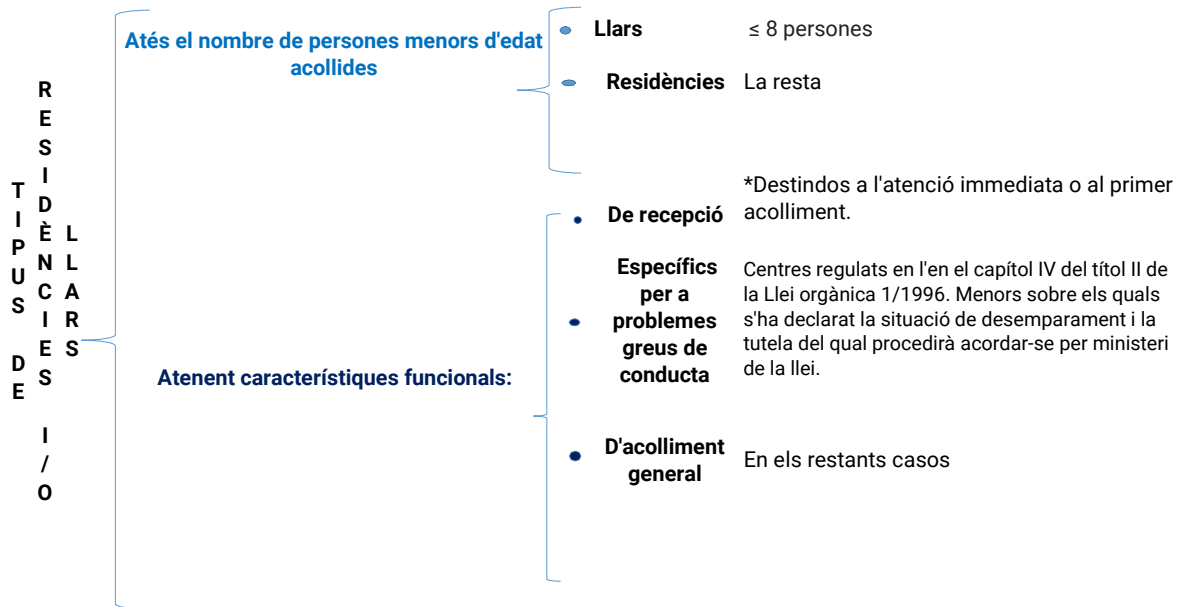 TIPUS DE
RESIDÈNCIES I/O
LLARS
Atés el nombre de persones menors d'edat
acollides
Llars ≤ 8 persones
Residències La resta
Atenent característiques funcionals:
De recepció
*Destindos a l'atenció immediata o al primer
acolliment.
Específics
per a
problemes
greus de
conducta
Centres regulats en l'en el capítol IV del títol II de
la Llei orgànica 1/1996. Menors sobre els quals
s'ha declarat la situació de desemparament i la
tutela del qual procedirà acordar-se per ministeri
de la llei.
D'acolliment
general
En els restants casos